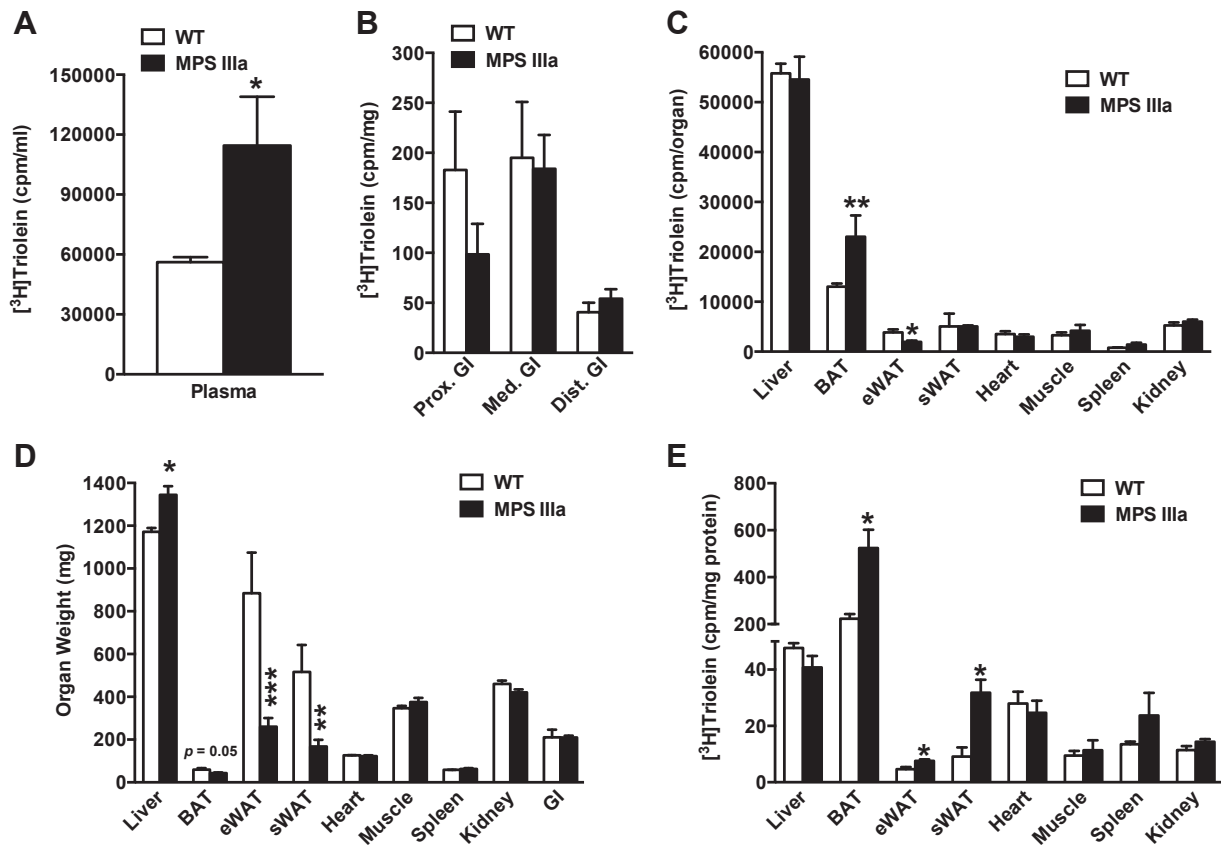 A
WT
MPS IIIa
[³H]Triolein (cpm/ml)
150000
120000
90000
60000
30000
0
*
Plasma
B
WT
MPS IIIa
[³H]Triolein (cpm/mg)
300
250
200
150
100
50
0
Prox. GI
Med. GI
Dist. GI
C
WT
MPS IIIa
[³H]Triolein (cpm/organ)
60000
50000
40000
30000
20000
10000
0
**
*
Liver
BAT
eWAT
sWAT
Heart
Muscle
Spleen
Kidney
D
WT
MPS IIIa
Organ Weight (mg)
1400
1200
1000
800
600
400
200
0
*
p = 0.05
***
**
Liver
BAT
eWAT
sWAT
Heart
Muscle
Spleen
Kidney
GI
E
WT
MPS IIIa
[³H]Triolein (cpm/mg protein)
800
600
400
200
40
20
0
*
*
*
Liver
BAT
eWAT
sWAT
Heart
Muscle
Spleen
Kidney